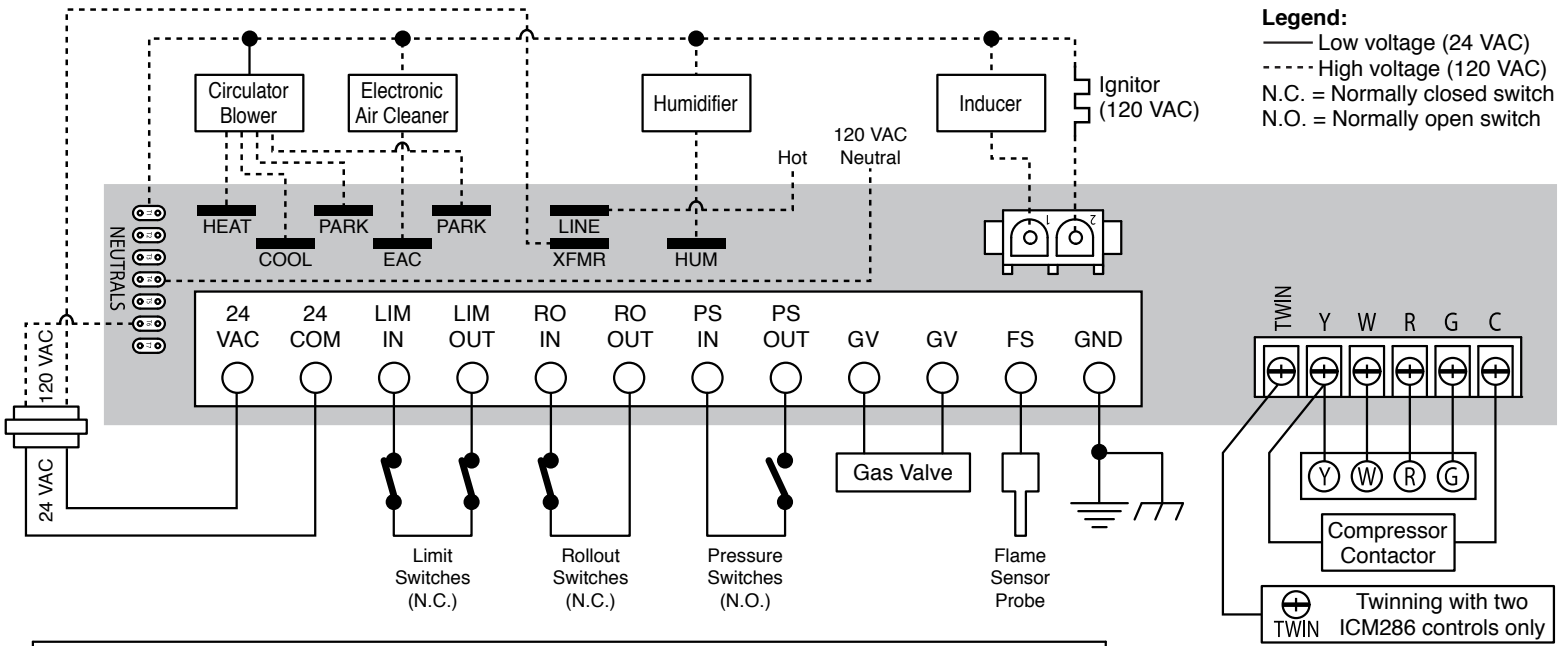 Legend:
Low voltage (24 VAC)
High voltage (120 VAC)
N.C. = Normally closed switch
N.O. = Normally open switch
Circulator
Blower
Electronic
Air Cleaner
Humidifier
Inducer
Ignitor
(120 VAC)
Hot
120 VAC
Neutral
HEAT
PARK
PARK
LINE
COOL
EAC
XFMR
HUM
1
2
NEUTRALS
120 VAC
24 VAC
24
VAC
24
COM
LIM
IN
LIM
OUT
RO
IN
RO
OUT
PS
IN
PS
OUT
GV
GV
FS
GND
TWIN
Y
W
R
G
C
Limit
Switches
(N.C.)
Rollout
Switches
(N.C.)
Pressure
Switches
(N.O.)
Gas Valve
Flame
Sensor
Probe
Y
W
R
G
Compressor
Contactor
TWIN
Twinning with two
ICM286 controls only